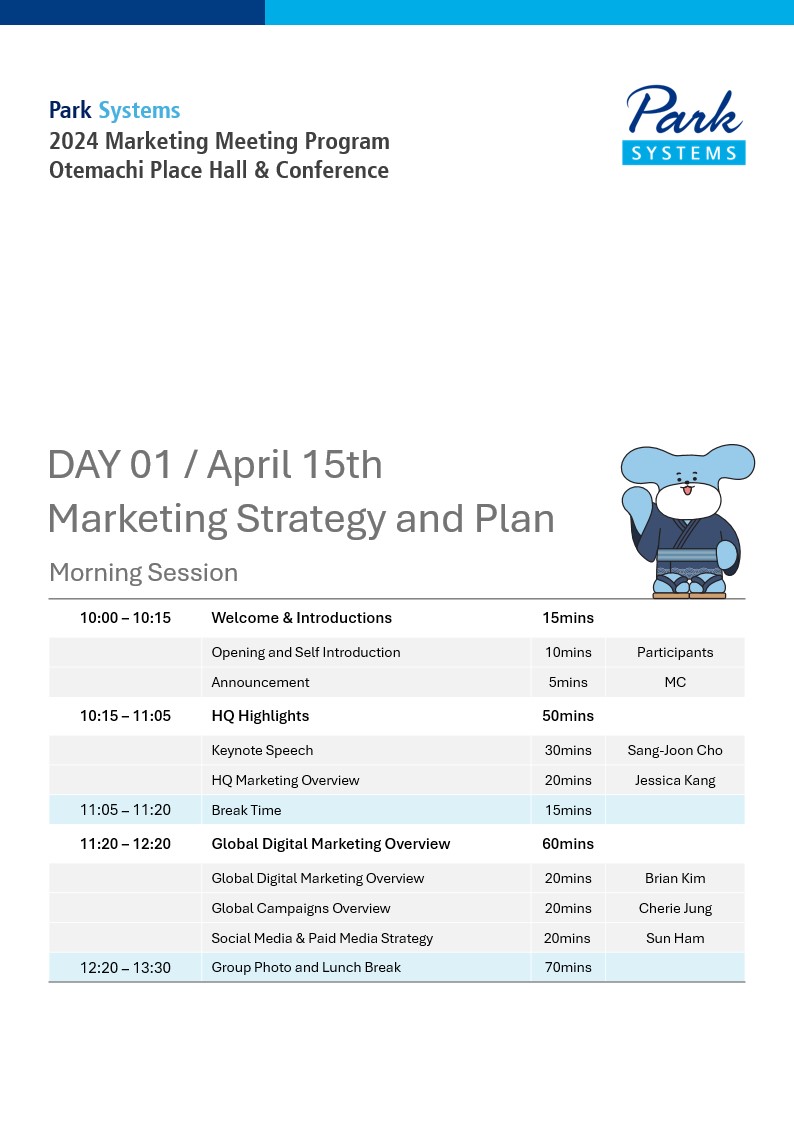 Park Systems
2024 Marketing Meeting Program
Otemachi Place Hall & Conference
Park
SYSTEMS
DAY 01 / April 15th
Marketing Strategy and Plan
Morning Session
10:00 – 10:15 Welcome & Introductions 15mins
Opening and Self Introduction 10mins Participants
Announcement 5mins MC
10:15 – 11:05 HQ Highlights 50mins
Keynote Speech 30mins Sang-Joon Cho
HQ Marketing Overview 20mins Jessica Kang
11:05 – 11:20 Break Time 15mins
11:20 – 12:20 Global Digital Marketing Overview 60mins
Global Digital Marketing Overview 20mins Brian Kim
Global Campaigns Overview 20mins Cherie Jung
Social Media & Paid Media Strategy 20mins Sun Ham
12:20 – 13:30 Group Photo and Lunch Break 70mins